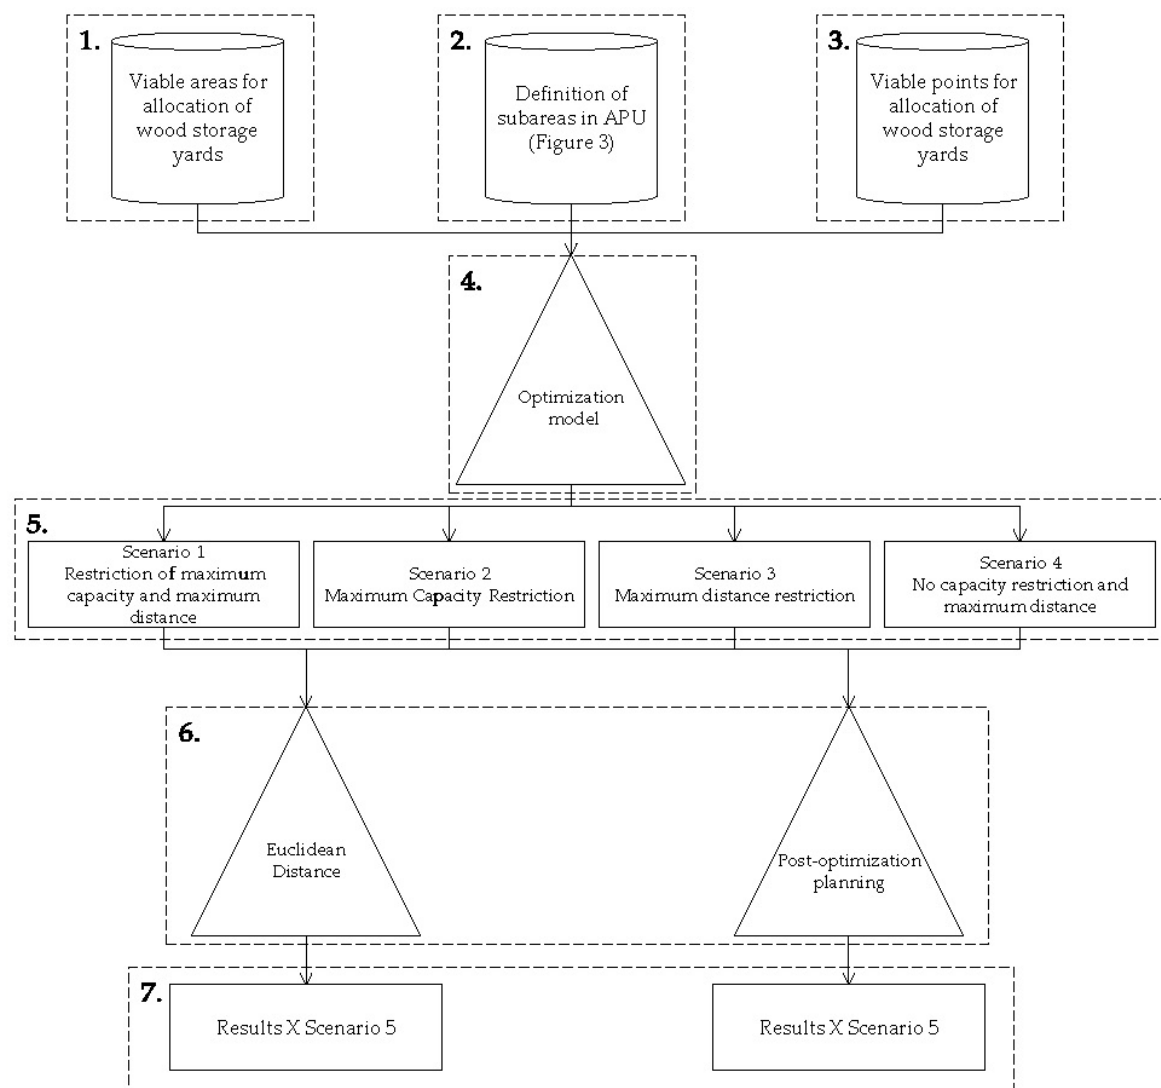 1.
Viable areas for
allocation of
wood storage
yards
2.
Definition of
subareas in APU
(Figure 3)
3.
Viable points for
allocation of
wood storage
yards
4.
Optimization
model
5.
Scenario 1
Restriction of maximum
capacity and maximum
distance
Scenario 2
Maximum Capacity Restriction
Scenario 3
Maximum distance restriction
Scenario 4
No capacity restriction and
maximum distance
6.
Euclidean
Distance
Post-optimization
planning
7.
Results X Scenario 5
Results X Scenario 5